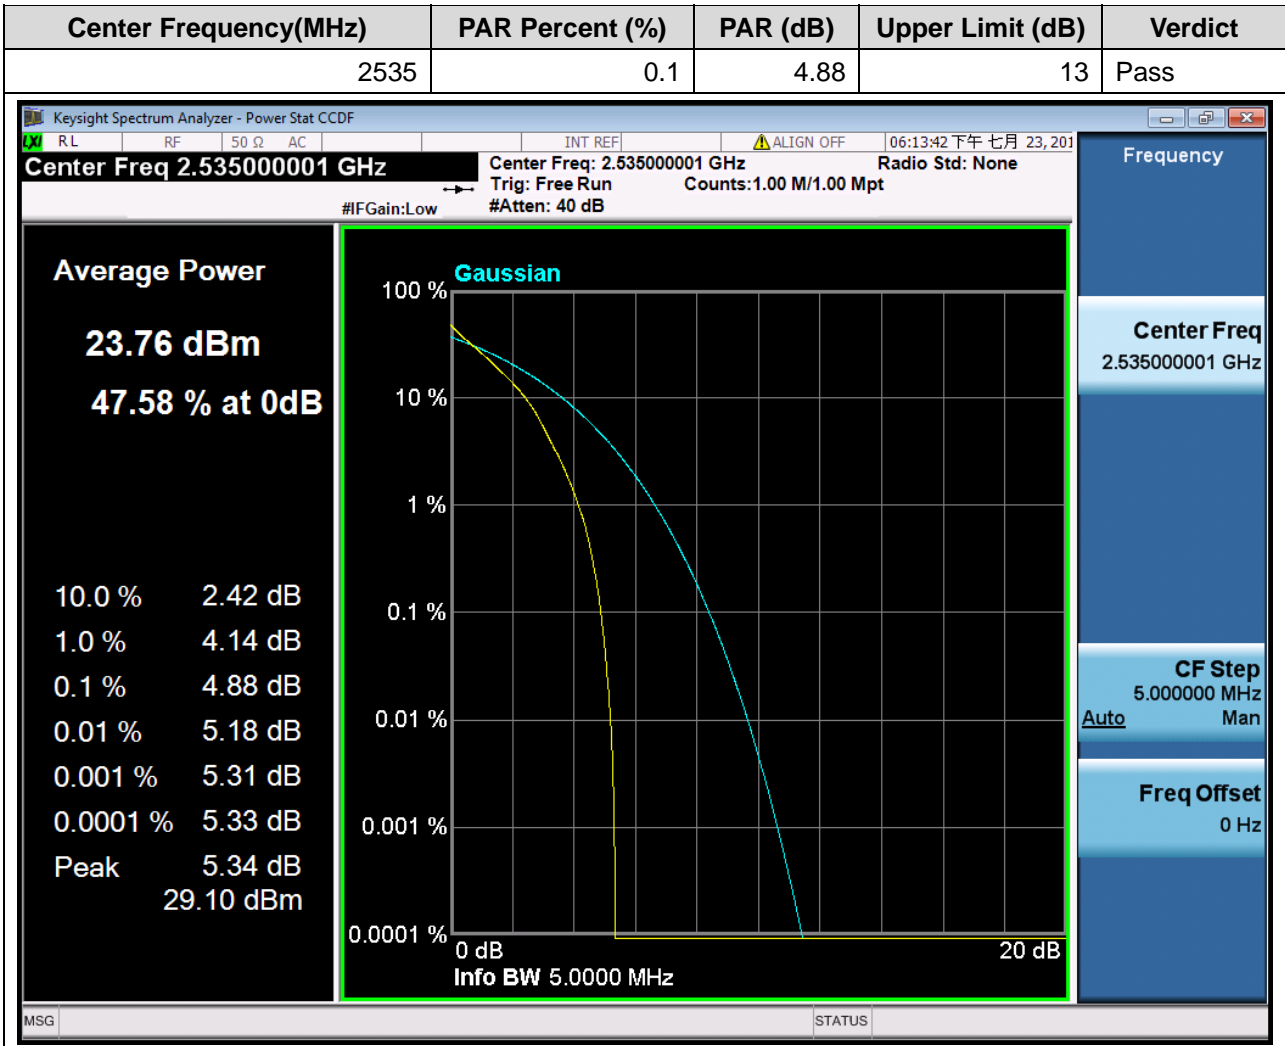 Center Frequency(MHz) PAR Percent (%) PAR (dB) Upper Limit (dB) Verdict
2535 0.1 4.88 13 Pass
Keysight Spectrum Analyzer - Power Stat CCDF
LXI RL RF 50 Ω AC INT REF ALIGN OFF 06:13:42 下午 七月 23, 201
Center Freq 2.535000001 GHz
Center Freq: 2.535000001 GHz Radio Std: None
Trig: Free Run Counts:1.00 M/1.00 Mpt
#IFGain:Low #Atten: 40 dB
Frequency
Average Power
23.76 dBm
47.58 % at 0dB
10.0 % 2.42 dB
1.0 % 4.14 dB
0.1 % 4.88 dB
0.01 % 5.18 dB
0.001 % 5.31 dB
0.0001 % 5.33 dB
Peak 5.34 dB
29.10 dBm
Gaussian
100 %
10 %
1 %
0.1 %
0.01 %
0.001 %
0.0001 %
0 dB 20 dB
Info BW 5.0000 MHz
Center Freq
2.535000001 GHz
CF Step
5.000000 MHz
Auto Man
Freq Offset
0 Hz
MSG STATUS